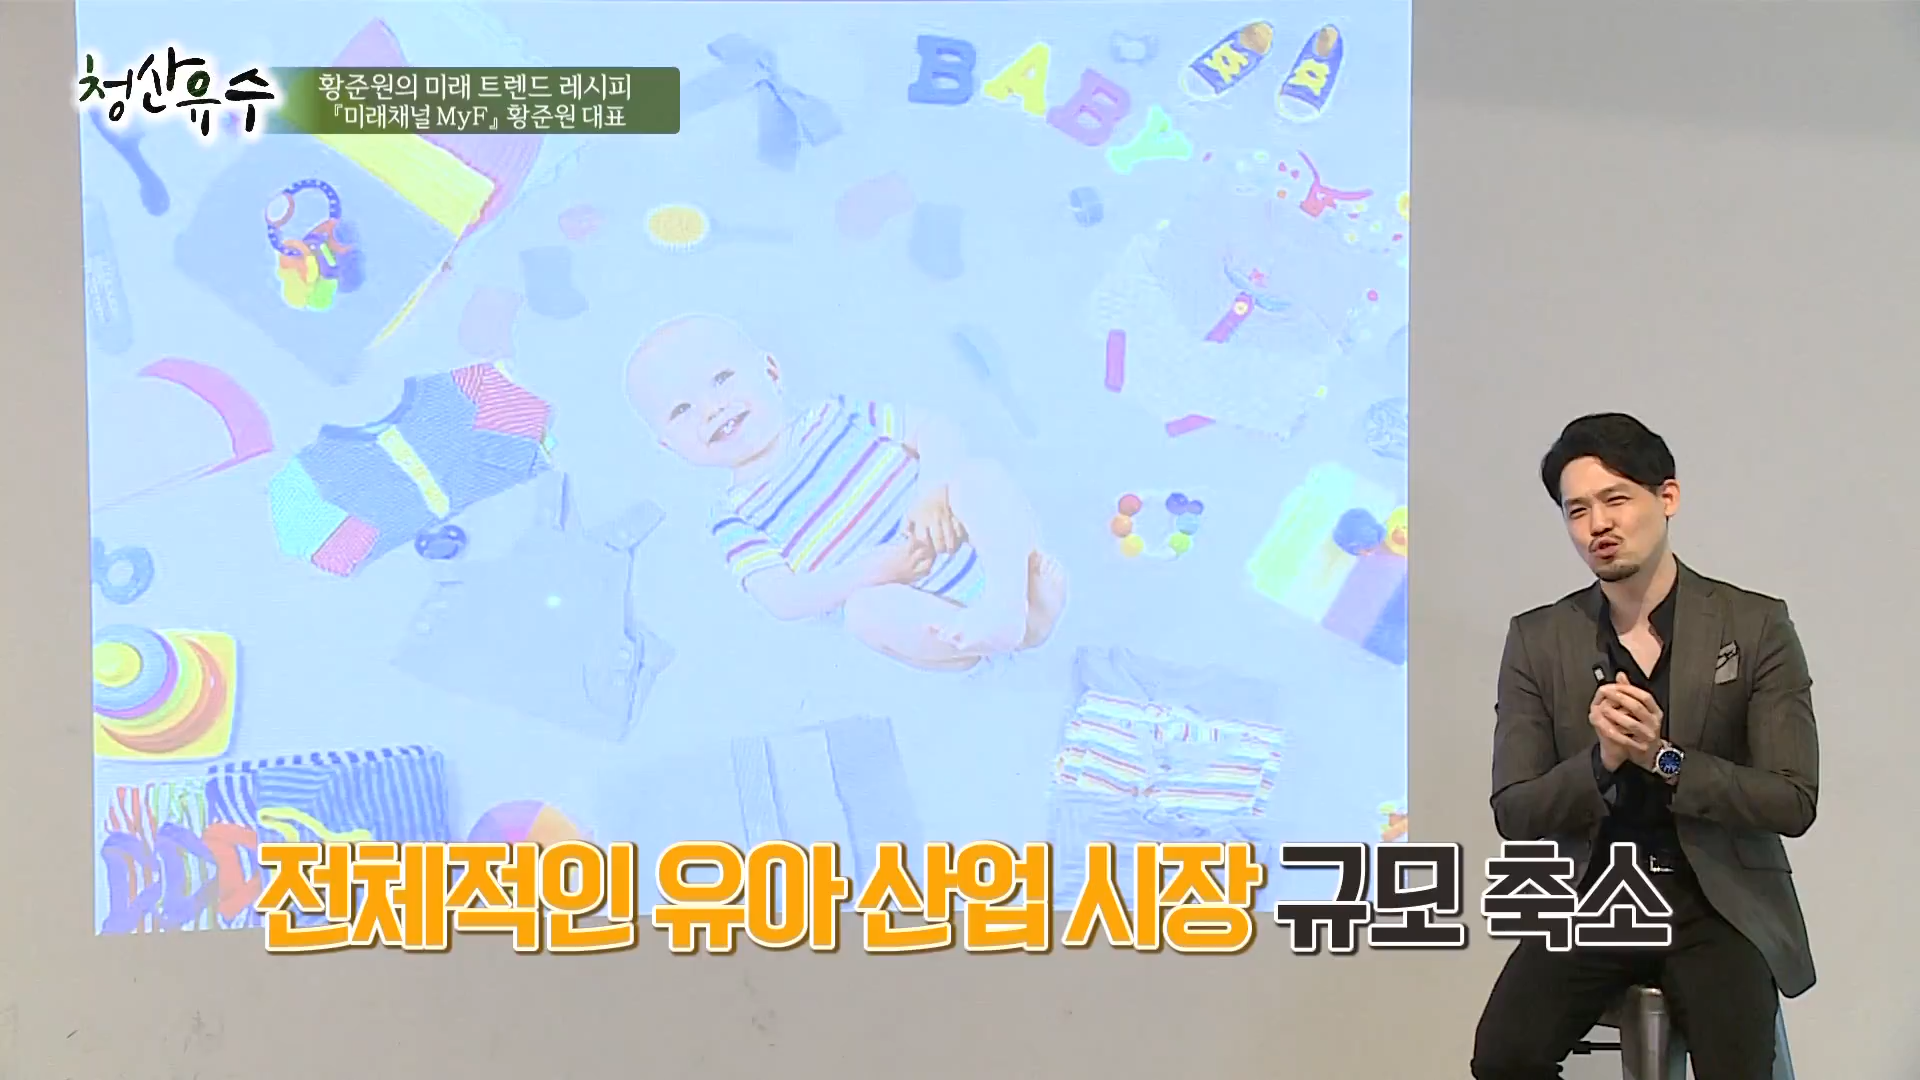 청산유수
황준원의 미래 트렌드 레시피
『미래채널 MyF』 황준원 대표
BABY
전체적인 유아 산업 시장 규모 축소